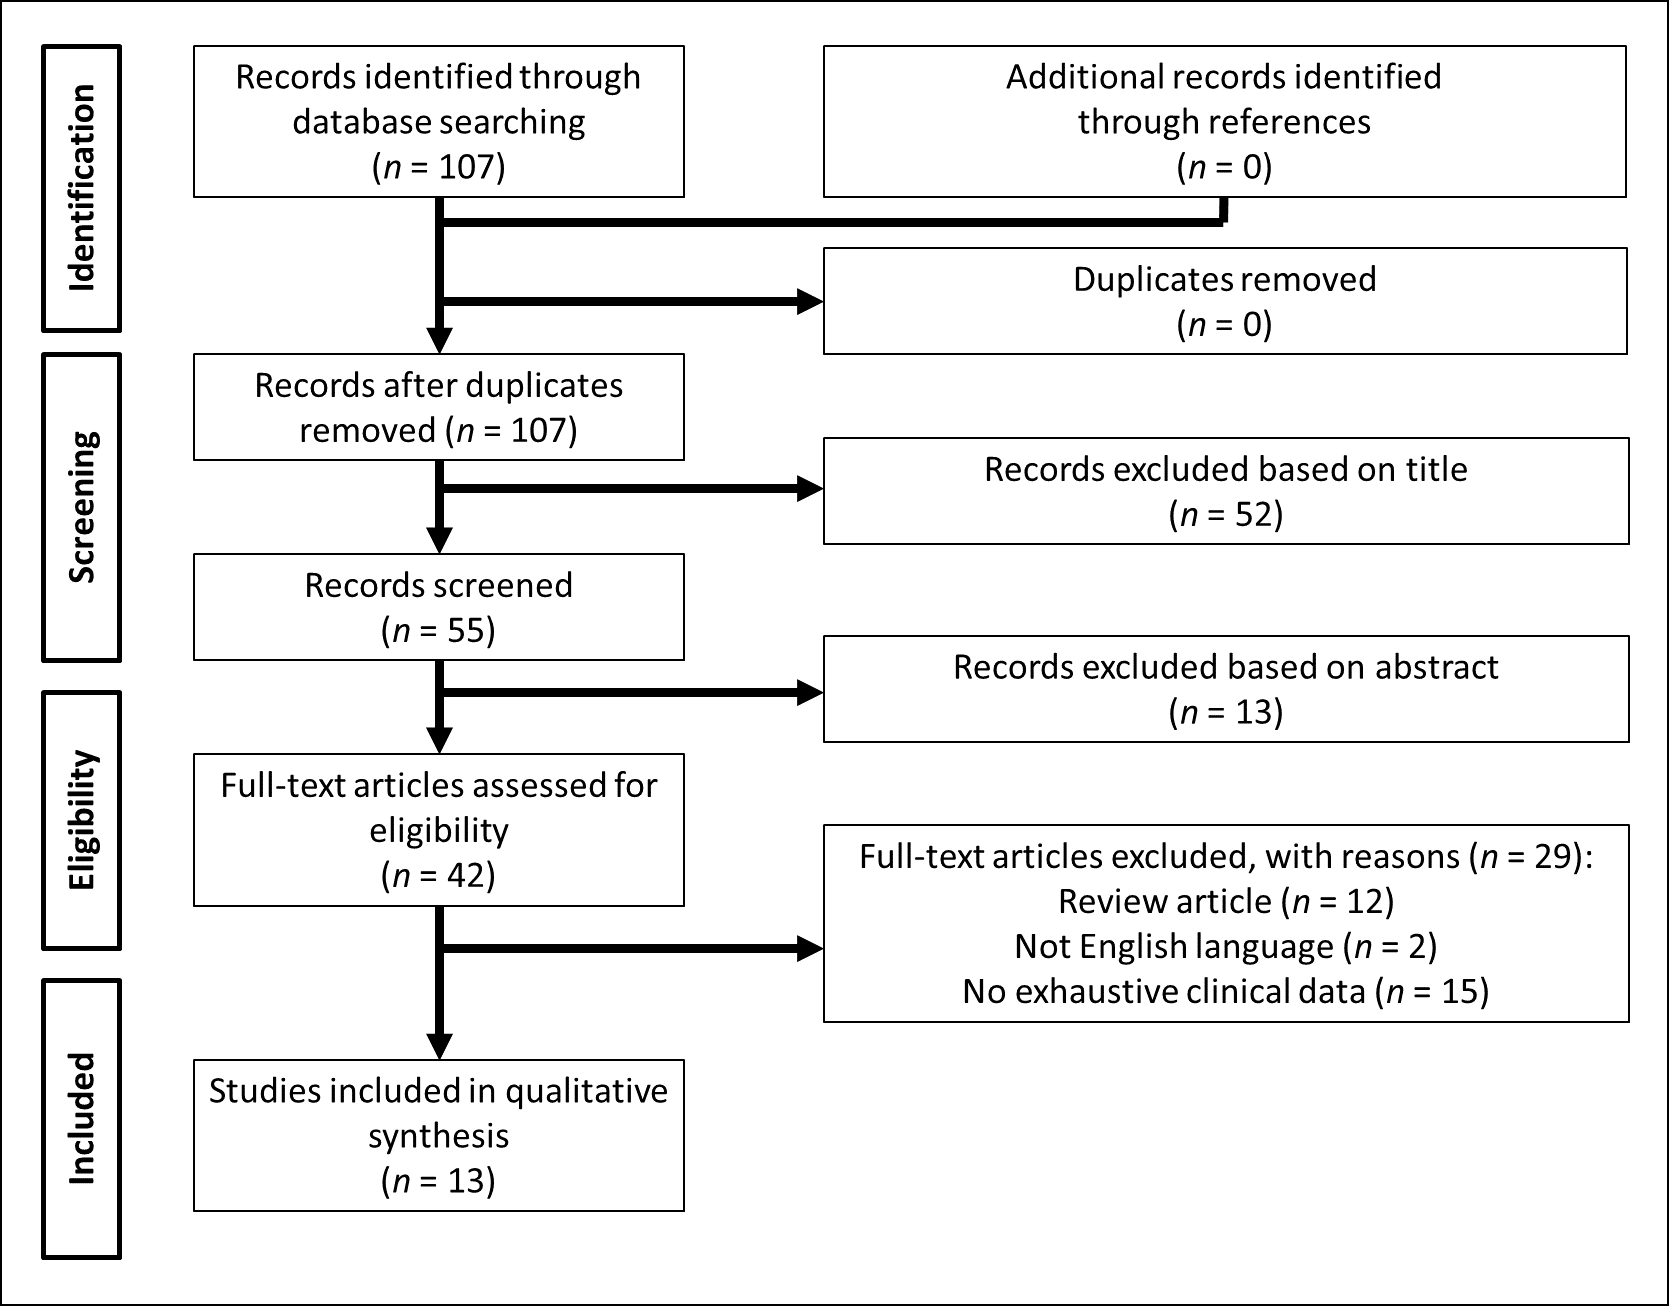 Identification
Records identified through
database searching
(n = 107)
Additional records identified
through references
(n = 0)
Duplicates removed
(n = 0)
Screening
Records after duplicates
removed (n = 107)
Records excluded based on title
(n = 52)
Records screened
(n = 55)
Records excluded based on abstract
(n = 13)
Eligibility
Full-text articles assessed for
eligibility
(n = 42)
Full-text articles excluded, with reasons (n = 29):
Review article (n = 12)
Not English language (n = 2)
No exhaustive clinical data (n = 15)
Included
Studies included in qualitative
synthesis
(n = 13)